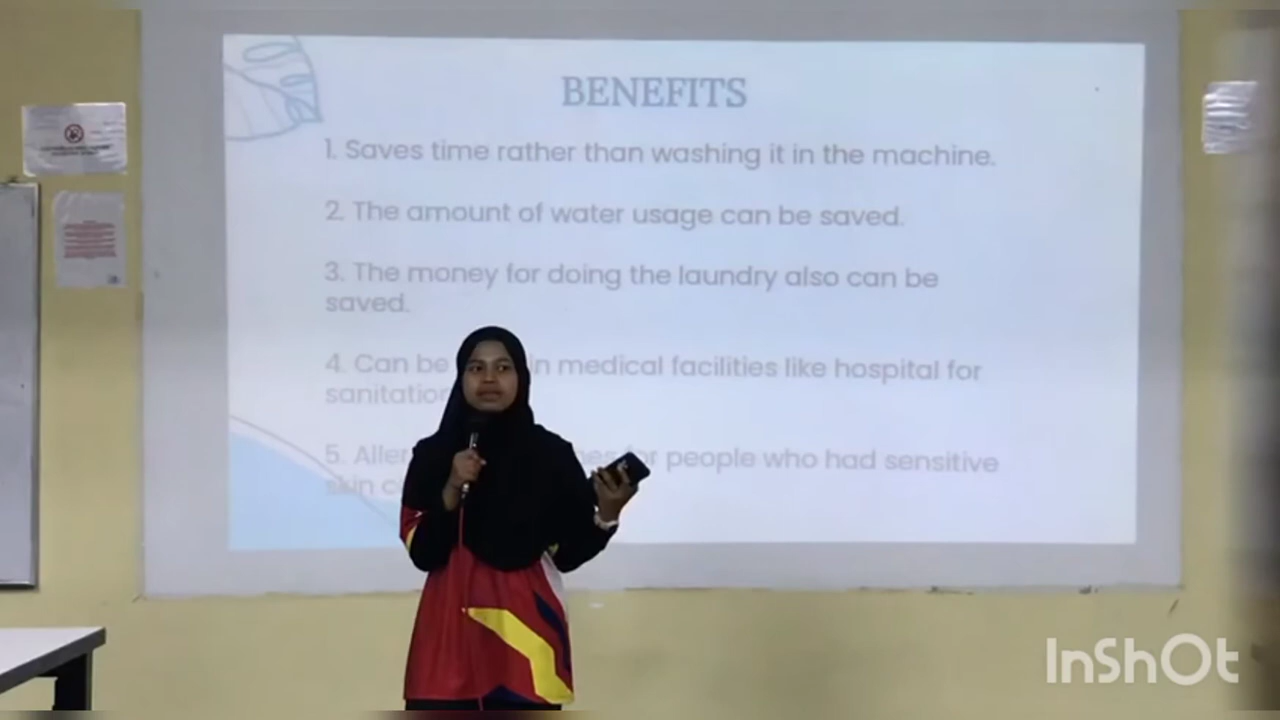 BENEFITS
1. Saves time rather than washing it in the machine.
2. The amount of water usage can be saved.
3. The money for doing the laundry also can be
saved.
4. Can be in medical facilities like hospital for
sanitation
5. people who had sensitive
skin
InShOt